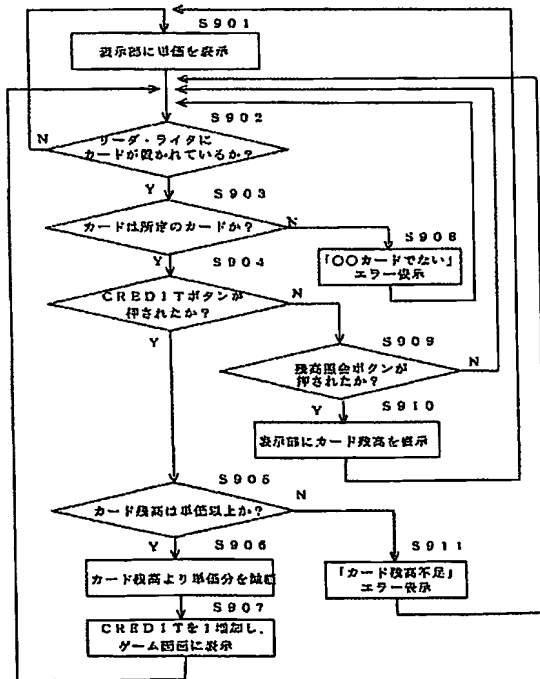 S901
表示部に単価を表示
S902
リーダ・ライタに
カードが置かれているか?
N
Y
S903
カードは所定のカードか?
N
Y
S908
「〇〇カードでない」
エラー表示
S904
CREDITボタンが
押されたか?
N
Y
S909
残高照会ボタンが
押されたか?
N
Y
S910
表示部にカード残高を表示
S905
カード残高は単価以上か?
N
Y
S906
カード残高より単価分を減算
S911
「カード残高不足」
エラー表示
S907
CREDITを1増加し、
ゲーム画面に表示